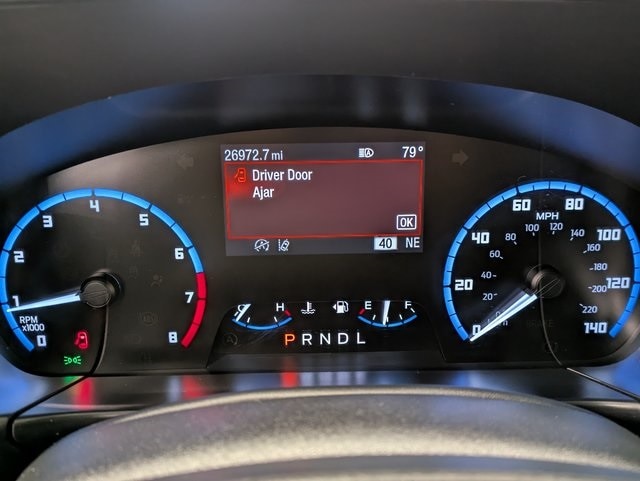 26972.7 mi 79°
Driver Door
Ajar
OK
40 NE
0 1 2 3 4 5 6 7 8
RPM
x1000
C H E F
P R N D L
MPH
0 20 40 60 80 100 120 140
20 40 60 80 100 120 140 160 180 200 220